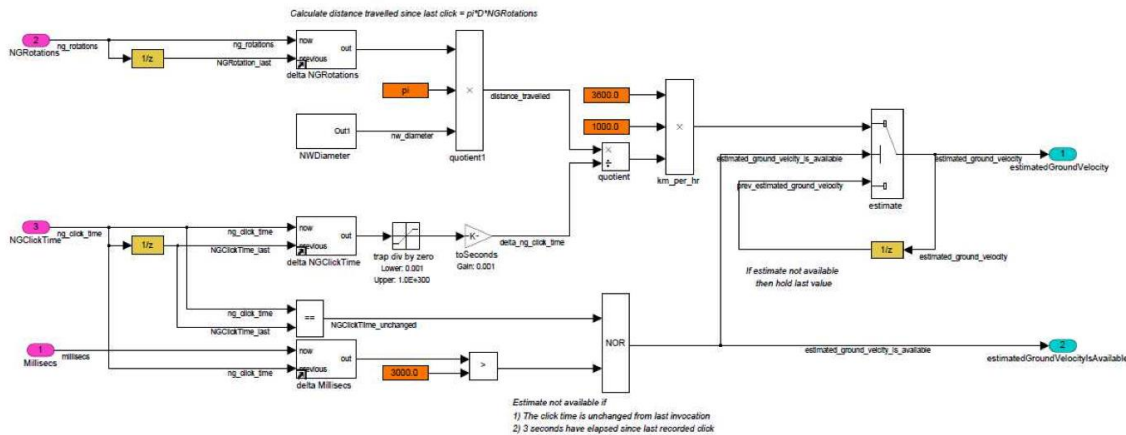 Calculate distance travelled since last click = pi*D*NGRotations
2
NGRotations
ng_rotations
1/z
ng_rotations
NGRotation_last
now
previous
out
delta NGRotations
pi
Out1
NWDiameter
nw_diameter
×
quotient1
distance_travelled
3600.0
1000.0
×
÷
quotient
×
km_per_hr
estimated_ground_velcity_is_available
prev_estimated_ground_velocity
estimate
estimated_ground_velocity
1
estimatedGroundVelocity
1/z
estimated_ground_velocity
If estimate not available
then hold last value
3
NGClickTime
ng_click_time
1/z
ng_click_time
NGClickTime_last
now
previous
out
delta NGClickTime
trap div by zero
Lower: 0.001
Upper: 1.0E+300
-K-
toSeconds
Gain: 0.001
delta_ng_click_time
ng_click_time
NGClickTime_last
==
NGClickTime_unchanged
1
Millisecs
millisecs
ng_click_time
now
previous
out
delta Millisecs
3000.0
>
NOR
estimated_ground_velcity_is_available
2
estimatedGroundVelocityIsAvailable
Estimate not available if
1) The click time is unchanged from last invocation
2) 3 seconds have elapsed since last recorded click